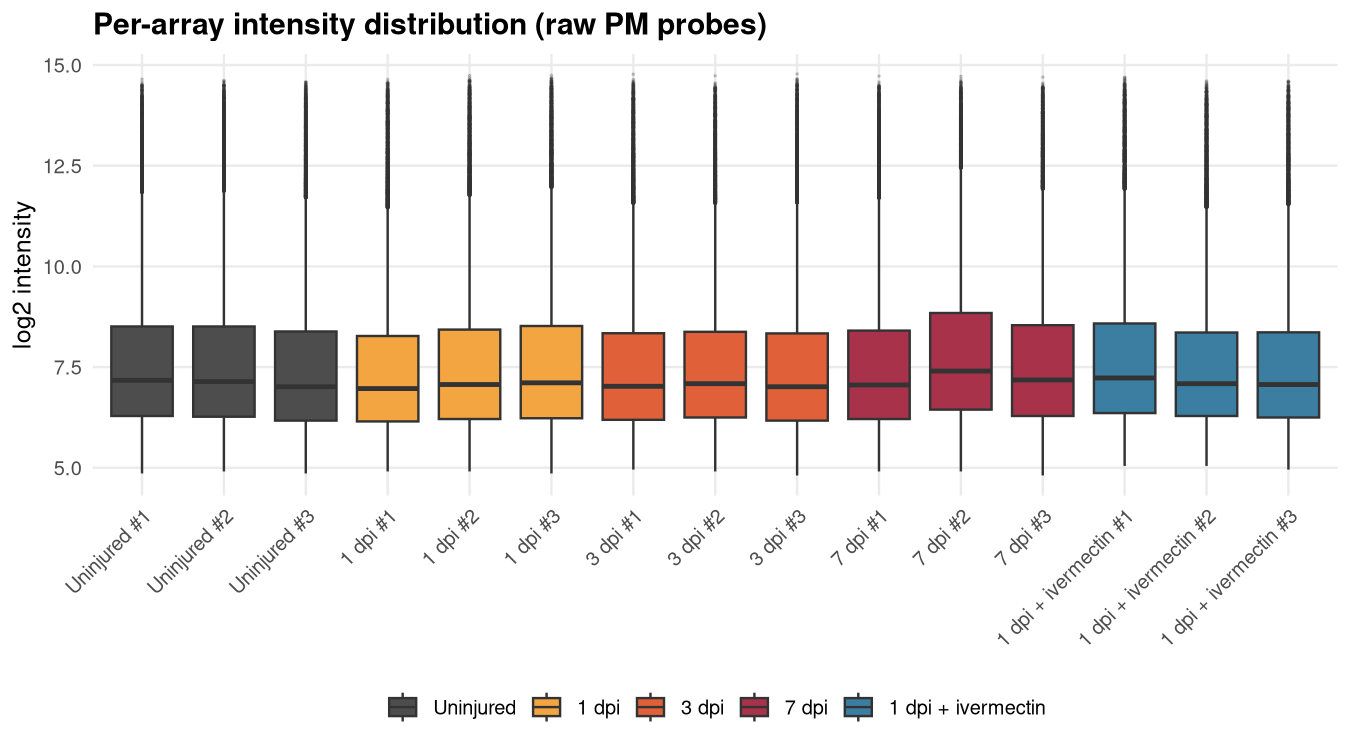 Per-array intensity distribution (raw PM probes)
log2 intensity
15.0
12.5
10.0
7.5
5.0
Uninjured #1
Uninjured #2
Uninjured #3
1 dpi #1
1 dpi #2
1 dpi #3
3 dpi #1
3 dpi #2
3 dpi #3
7 dpi #1
7 dpi #2
7 dpi #3
1 dpi + ivermectin #1
1 dpi + ivermectin #2
1 dpi + ivermectin #3
Uninjured 1 dpi 3 dpi 7 dpi 1 dpi + ivermectin